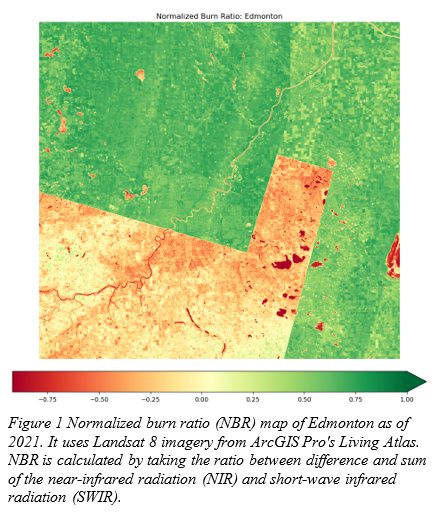 Normalized Burn Ratio: Edmonton
−0.75 −0.50 −0.25 0.00 0.25 0.50 0.75 1.00
Figure 1 Normalized burn ratio (NBR) map of Edmonton as of
2021. It uses Landsat 8 imagery from ArcGIS Pro's Living Atlas.
NBR is calculated by taking the ratio between difference and sum
of the near-infrared radiation (NIR) and short-wave infrared
radiation (SWIR).